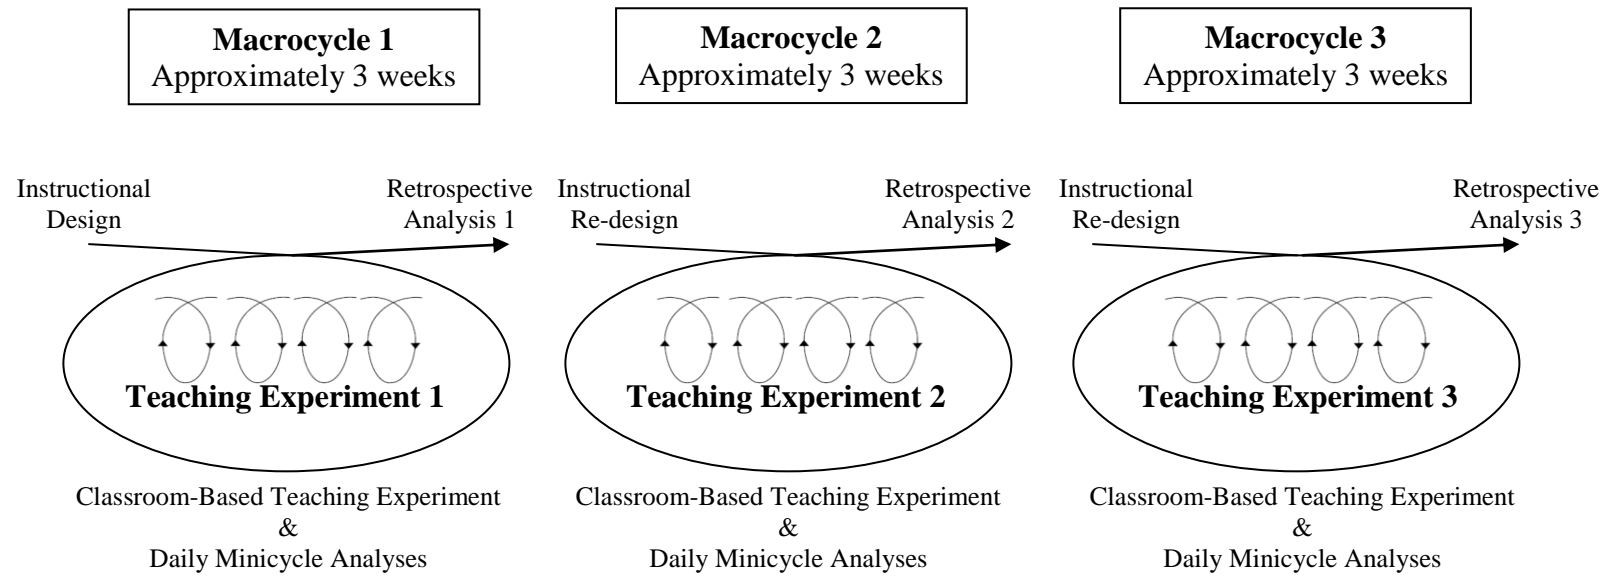 Macrocycle 1
Approximately 3 weeks
Macrocycle 2
Approximately 3 weeks
Macrocycle 3
Approximately 3 weeks
Instructional
Design
Retrospective
Analysis 1
Instructional
Re-design
Retrospective
Analysis 2
Instructional
Re-design
Retrospective
Analysis 3
Teaching Experiment 1
Teaching Experiment 2
Teaching Experiment 3
Classroom-Based Teaching Experiment
&
Daily Minicycle Analyses
Classroom-Based Teaching Experiment
&
Daily Minicycle Analyses
Classroom-Based Teaching Experiment
&
Daily Minicycle Analyses